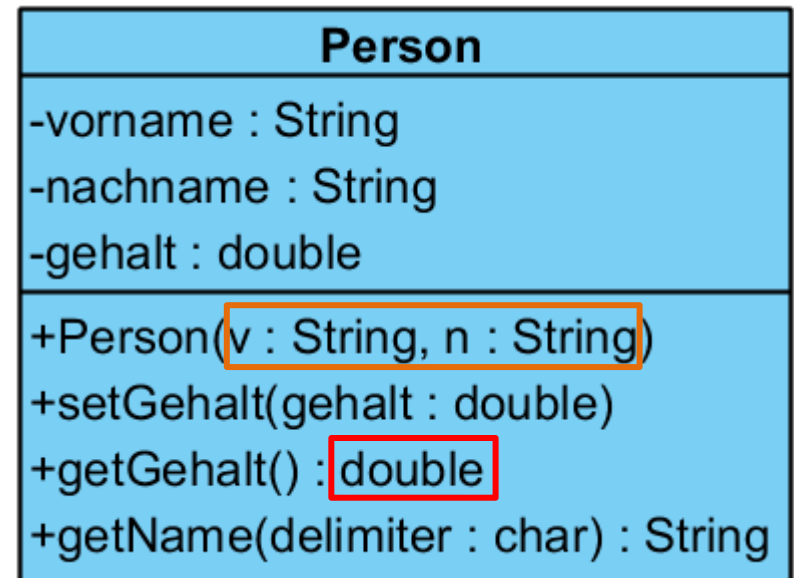 Person
-vorname : String
-nachname : String
-gehalt : double
+Person(v : String, n : String)
+setGehalt(gehalt : double)
+getGehalt() : double
+getName(delimiter : char) : String